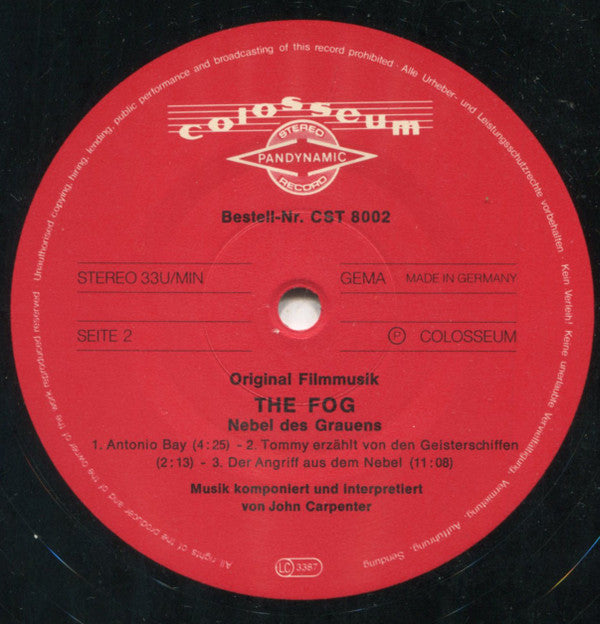 All rights of the producer and of the owner of the work reproduced reserved · Unauthorised copying, hiring, lending, public performance and broadcasting of this record prohibited · Alle Urheber- und Leistungsschutzrechte vorbehalten · Kein Verleih! Keine unerlaubte Vervielfältigung, Vermietung, Aufführung, Sendung
colosseum
STEREO
PANDYNAMIC
RECORD
Bestell-Nr. CST 8002
STEREO 33U/MIN GEMA MADE IN GERMANY
SEITE 2 Ⓟ COLOSSEUM
Original Filmmusik
THE FOG
Nebel des Grauens
1. Antonio Bay (4:25) - 2. Tommy erzählt von den Geisterschiffen
(2:13) - 3. Der Angriff aus dem Nebel (11:08)
Musik komponiert und interpretiert
von John Carpenter
LC 3387